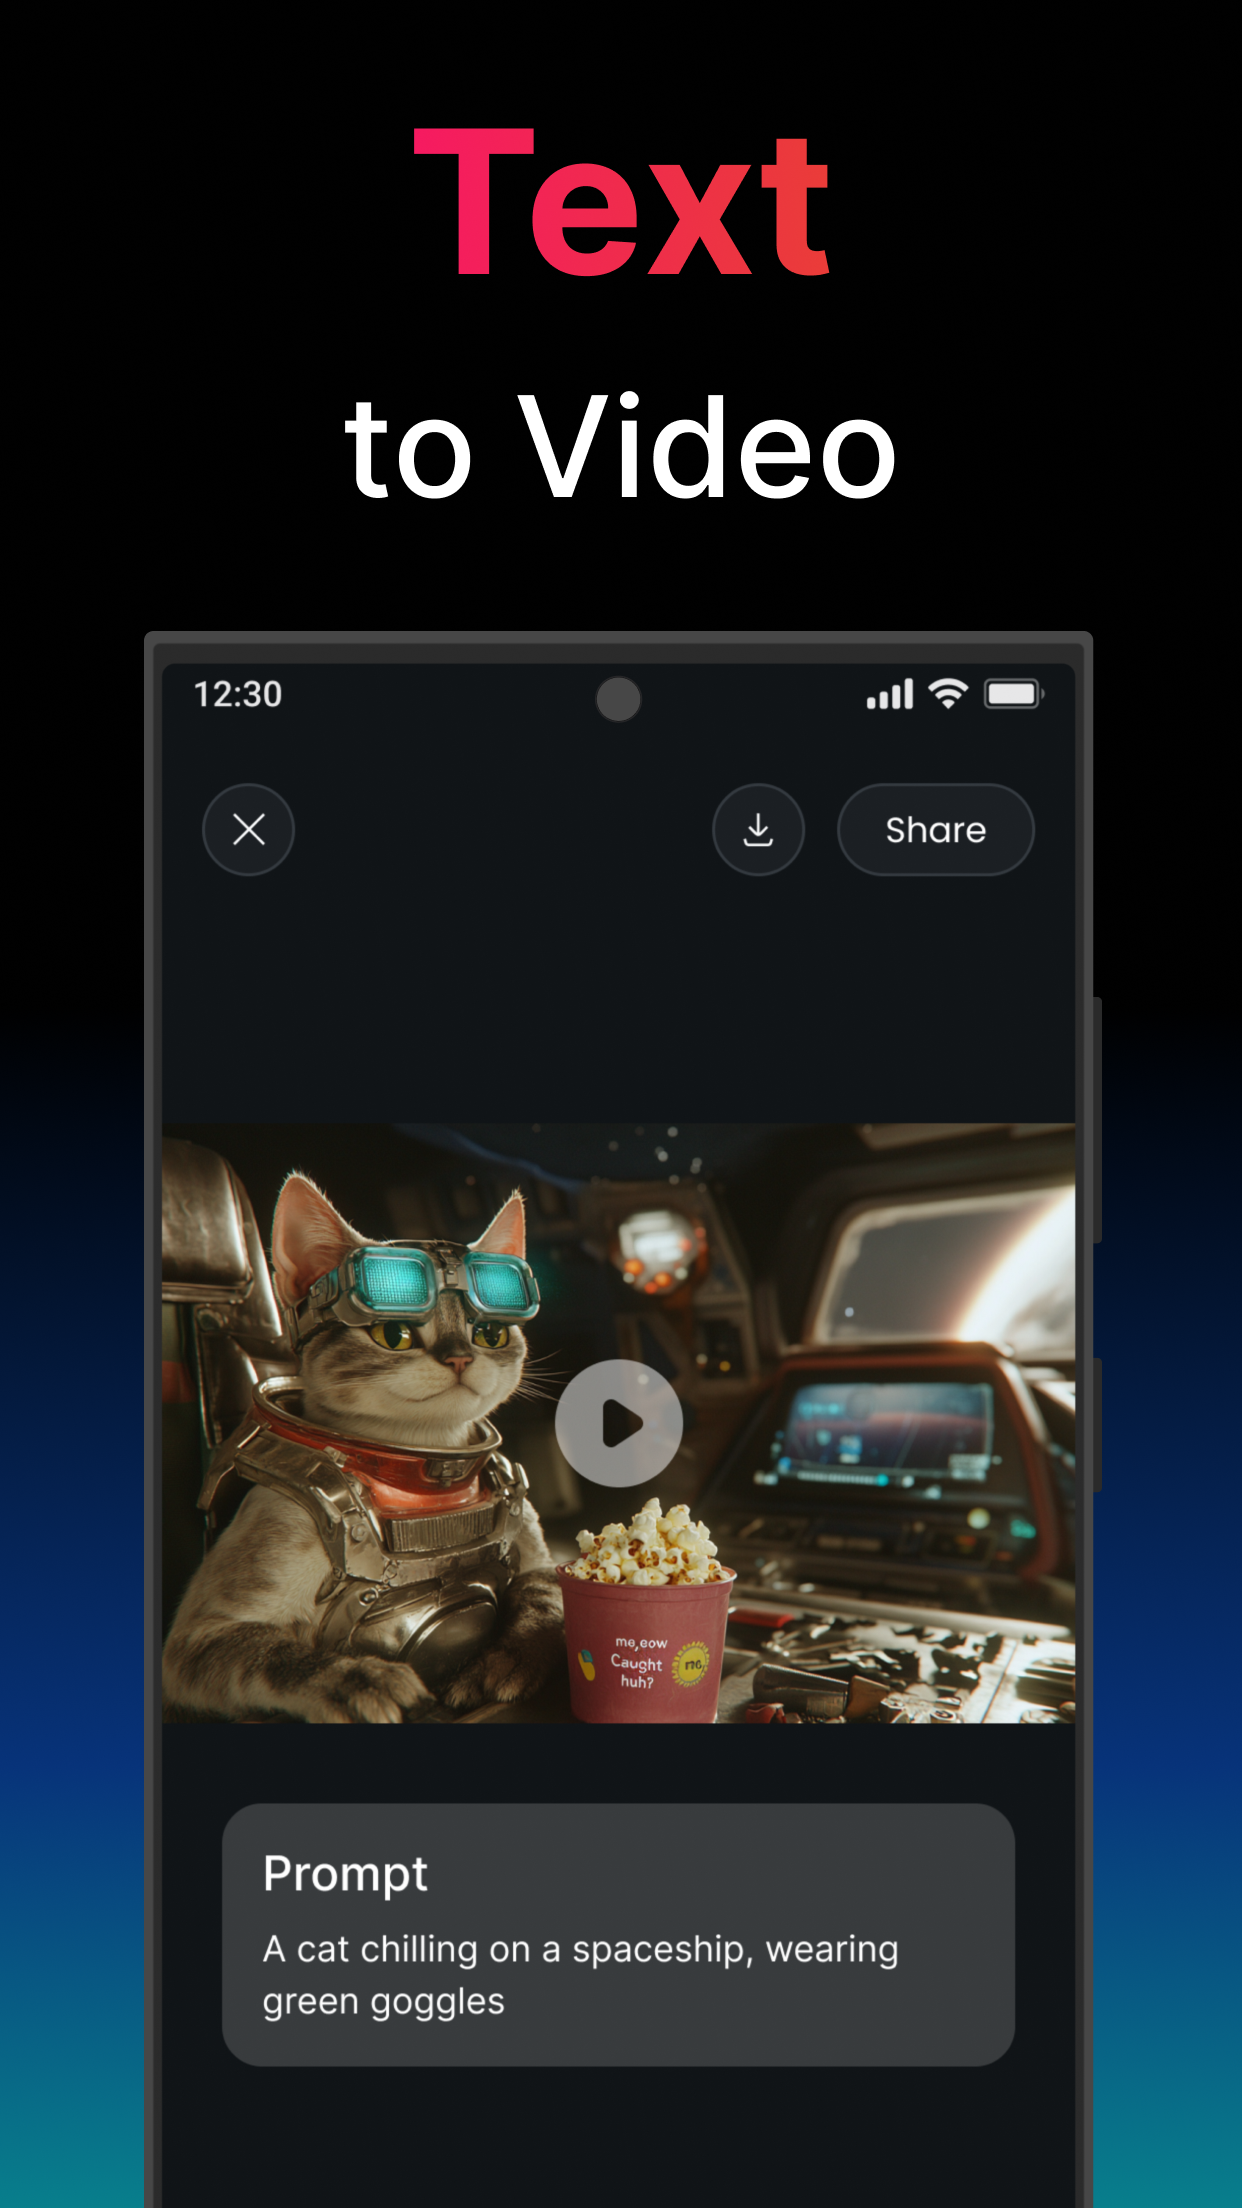 Text
to Video
12:30
Share
me,eow
Caught
huh?
Prompt
A cat chilling on a spaceship, wearing
green goggles